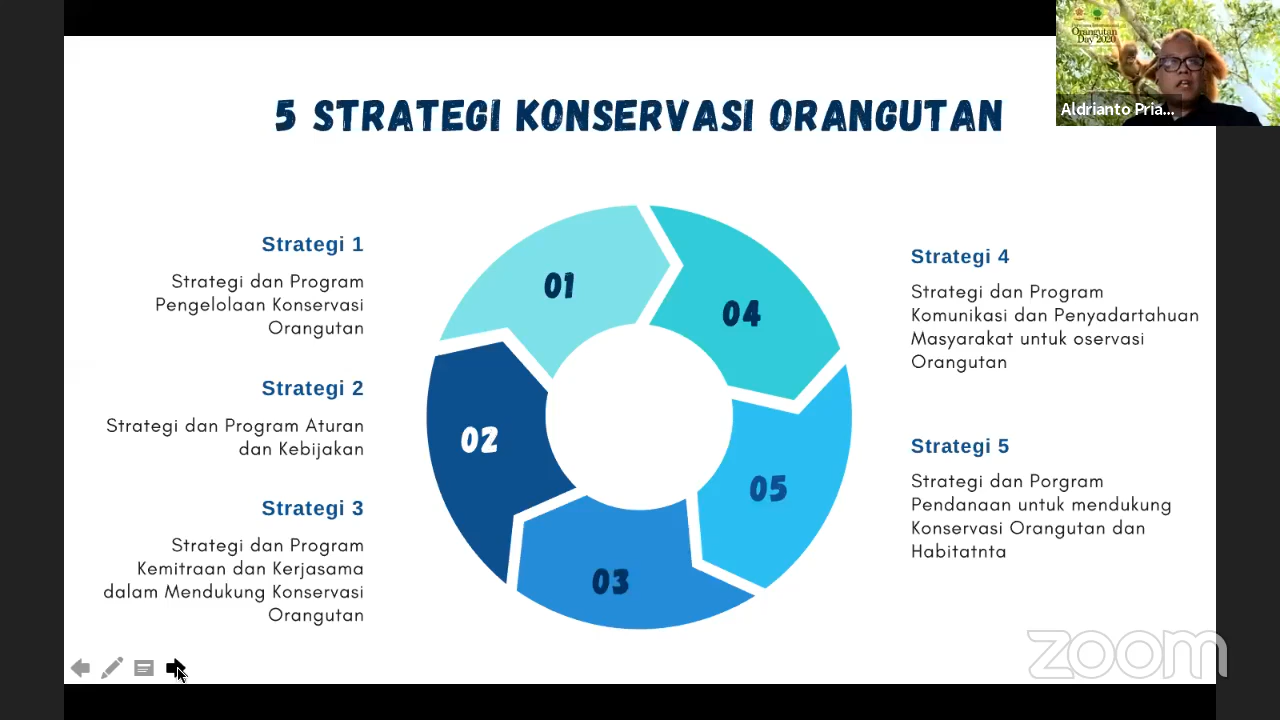 5 STRATEGI KONSERVASI ORANGUTAN
Orangutan
Day 2020
Aldrianto Pria...
Strategi 1
Strategi dan Program
Pengelolaan Konservasi
Orangutan
Strategi 2
Strategi dan Program Aturan
dan Kebijakan
Strategi 3
Strategi dan Program
Kemitraan dan Kerjasama
dalam Mendukung Konservasi
Orangutan
01
04
02
05
03
Strategi 4
Strategi dan Program
Komunikasi dan Penyadartahuan
Masyarakat untuk oservasi
Orangutan
Strategi 5
Strategi dan Porgram
Pendanaan untuk mendukung
Konservasi Orangutan dan
Habitatnta
zoom